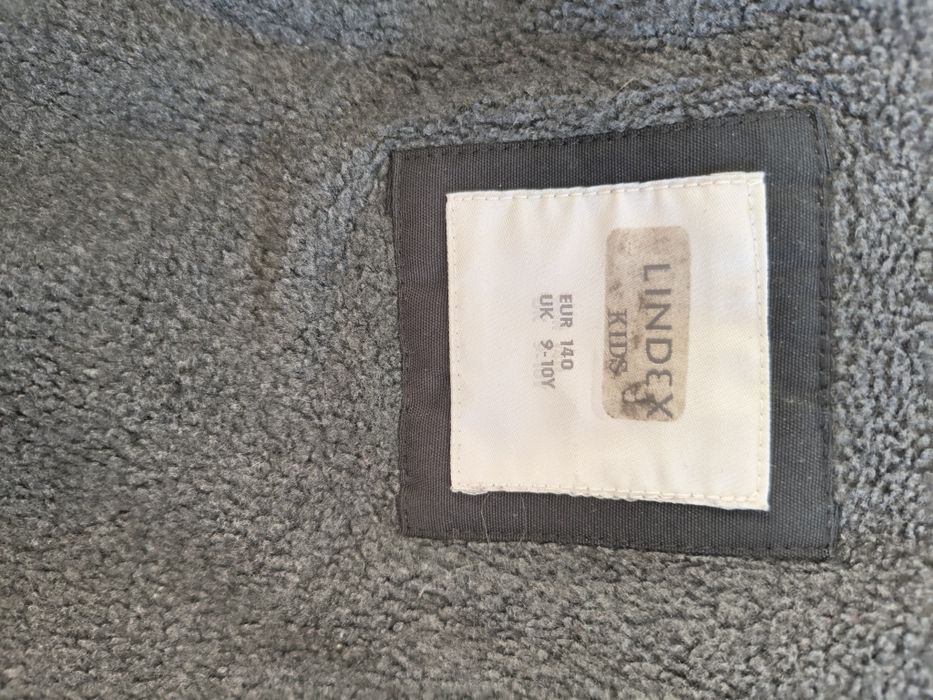 LINDEX
KIDS
EUR 140
UK 9-10Y